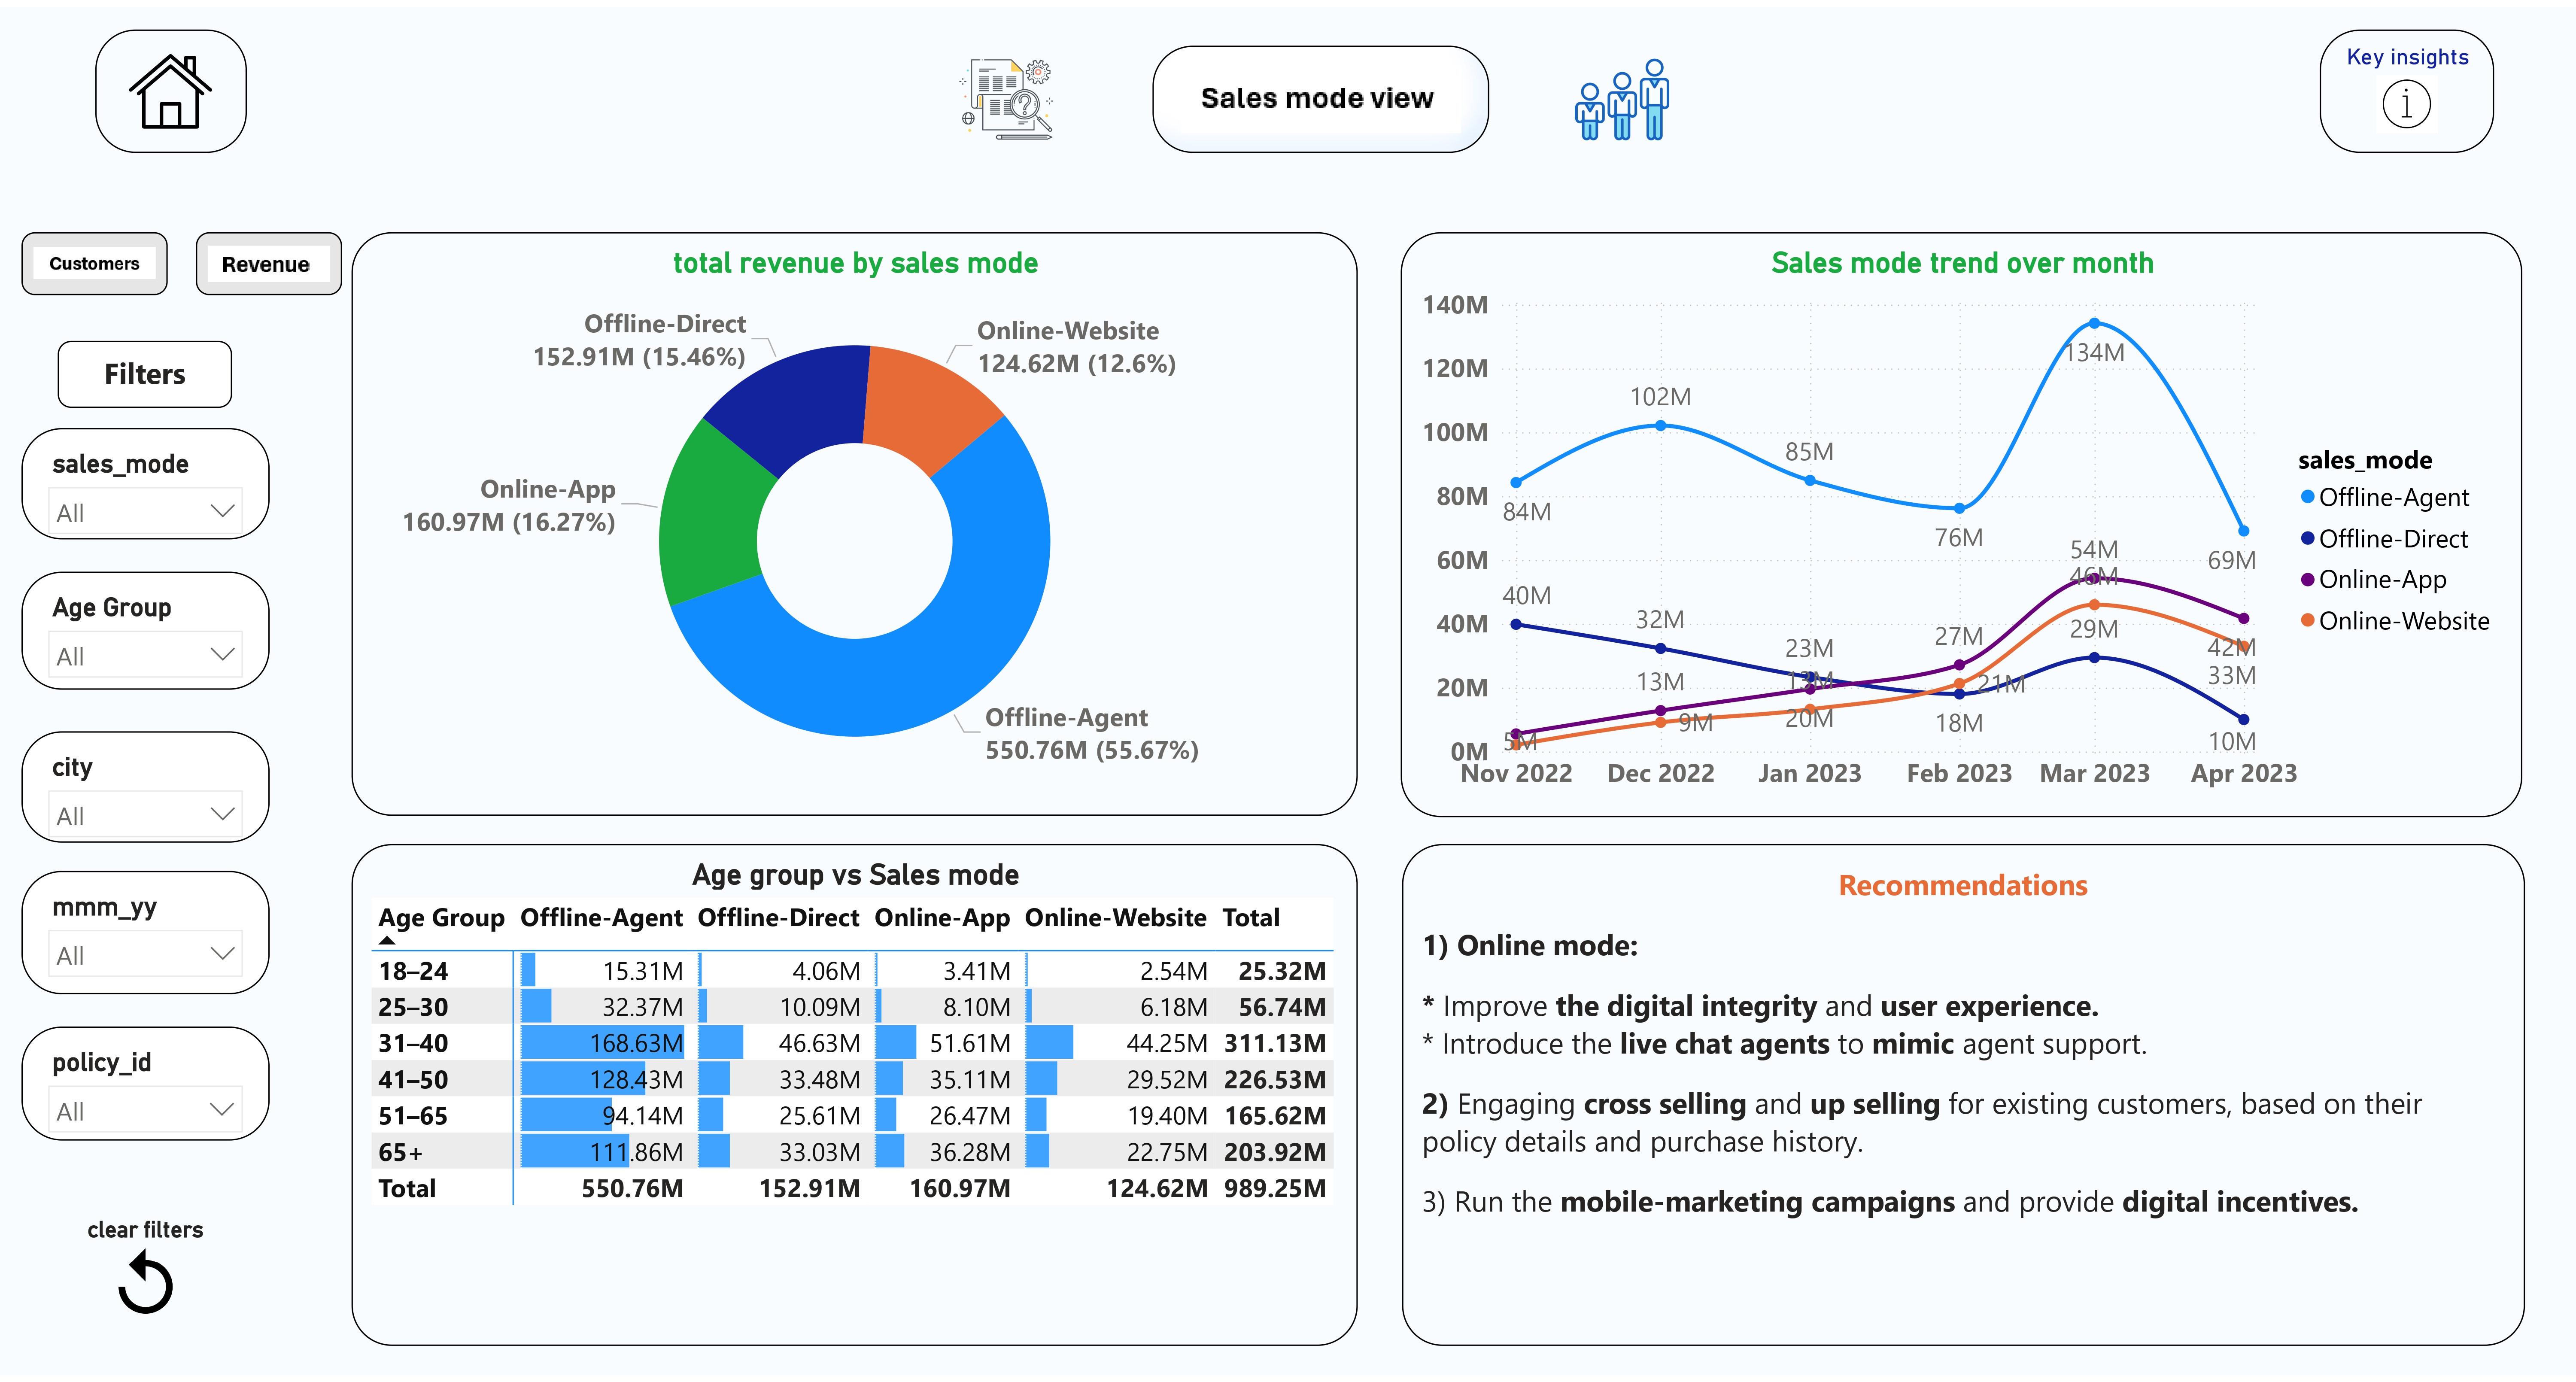 Sales mode view
Key insights
Customers
Revenue
Filters
sales_mode
All
Age Group
All
city
All
mmm_yy
All
policy_id
All
clear filters
total revenue by sales mode
Offline-Direct
152.91M (15.46%)
Online-Website
124.62M (12.6%)
Online-App
160.97M (16.27%)
Offline-Agent
550.76M (55.67%)
Sales mode trend over month
140M
120M
100M
80M
60M
40M
20M
0M
84M
102M
85M
76M
134M
69M
40M
32M
23M
18M
29M
10M
5M
13M
20M
27M
54M
42M
9M
13M
21M
46M
33M
Nov 2022 Dec 2022 Jan 2023 Feb 2023 Mar 2023 Apr 2023
sales_mode
Offline-Agent
Offline-Direct
Online-App
Online-Website
Age group vs Sales mode
Age Group Offline-Agent Offline-Direct Online-App Online-Website Total
18–24 15.31M 4.06M 3.41M 2.54M 25.32M
25–30 32.37M 10.09M 8.10M 6.18M 56.74M
31–40 168.63M 46.63M 51.61M 44.25M 311.13M
41–50 128.43M 33.48M 35.11M 29.52M 226.53M
51–65 94.14M 25.61M 26.47M 19.40M 165.62M
65+ 111.86M 33.03M 36.28M 22.75M 203.92M
Total 550.76M 152.91M 160.97M 124.62M 989.25M
Recommendations
1) Online mode:
* Improve the digital integrity and user experience.
* Introduce the live chat agents to mimic agent support.
2) Engaging cross selling and up selling for existing customers, based on their
policy details and purchase history.
3) Run the mobile-marketing campaigns and provide digital incentives.